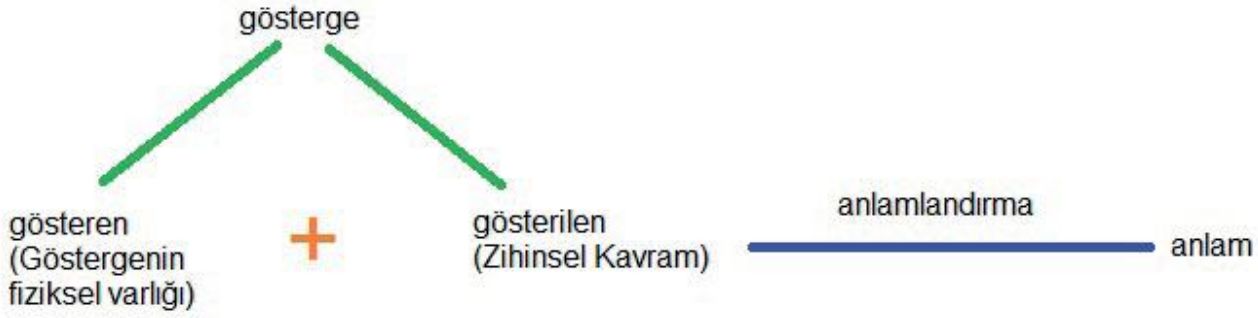 gösterge
gösteren
(Göstergenin
fiziksel varlığı)
+
gösterilen
(Zihinsel Kavram)
anlamlandırma
anlam